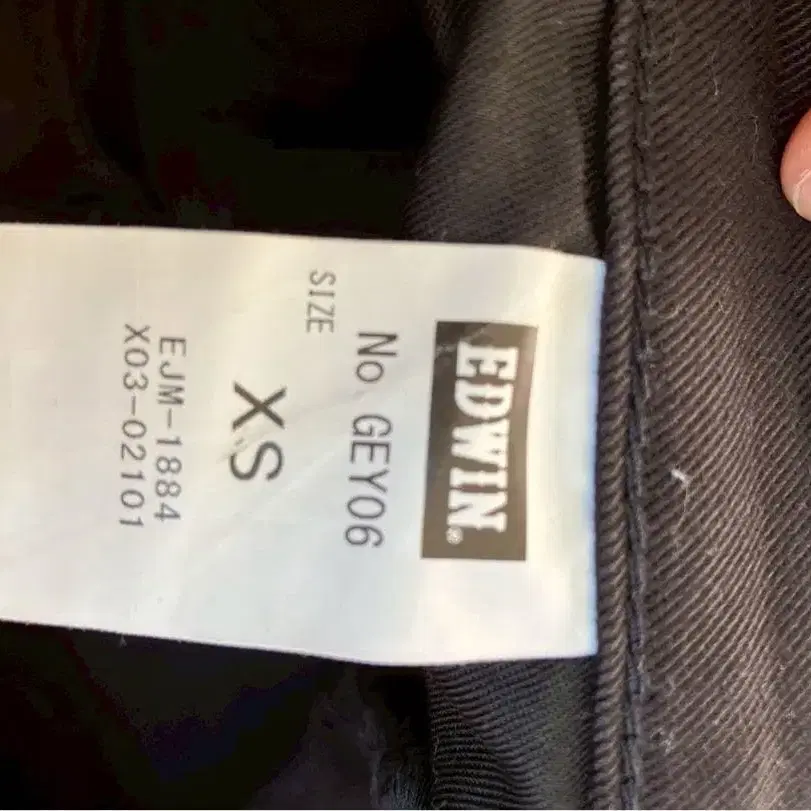 EDWIN®
No GEY06
SIZE
XS
EJM-1884
X03-02101